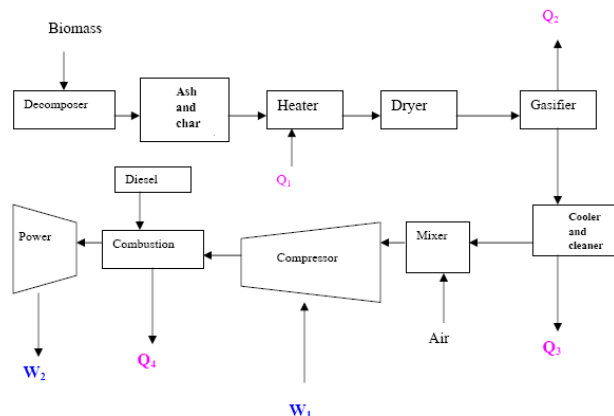 Biomass
Q2
Decomposer
Ash
and
char
Heater
Dryer
Gasifier
Q1
Diesel
Power
Combustion
Compressor
Mixer
Cooler
and
cleaner
Air
W2
Q4
W1
Q3